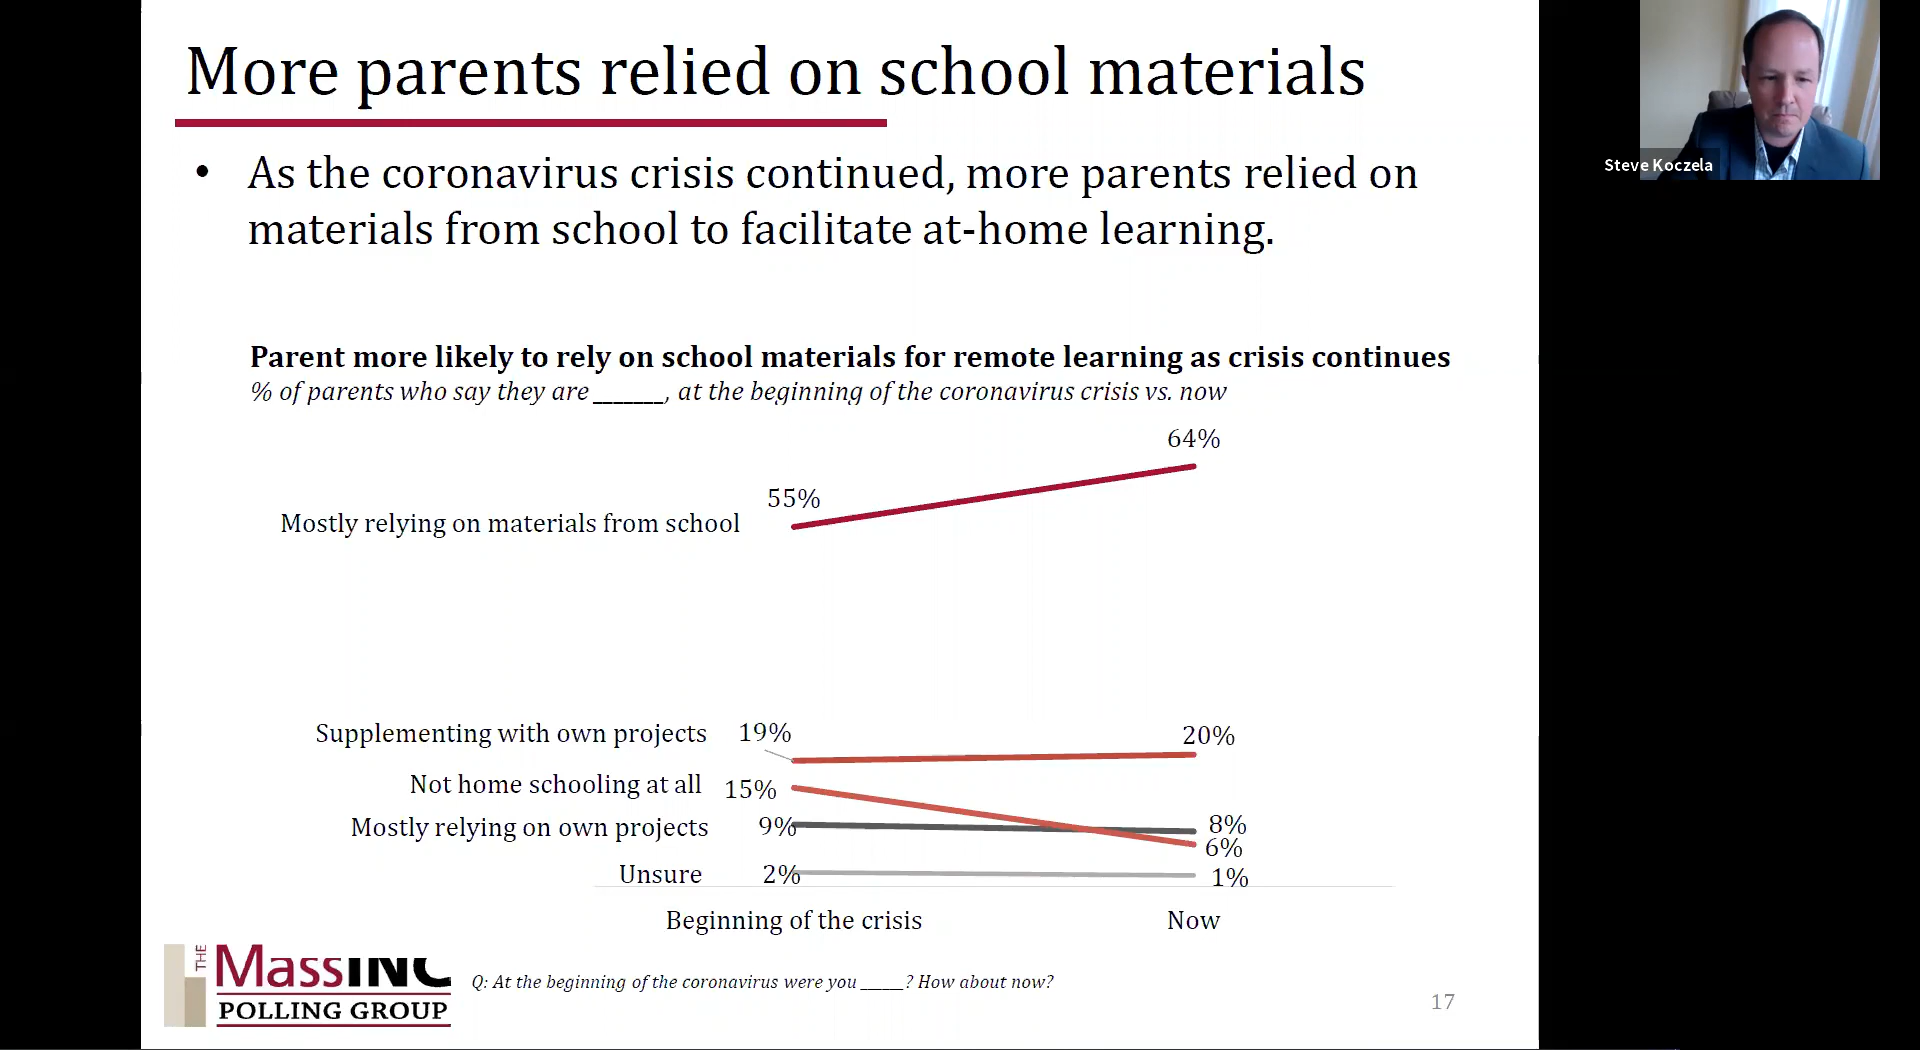 More parents relied on school materials
Steve Koczela
• As the coronavirus crisis continued, more parents relied on
materials from school to facilitate at-home learning.
Parent more likely to rely on school materials for remote learning as crisis continues
% of parents who say they are _______, at the beginning of the coronavirus crisis vs. now
64%
55%
Mostly relying on materials from school
Supplementing with own projects 19% 20%
Not home schooling at all 15%
Mostly relying on own projects 9% 8%
6%
Unsure 2% 1%
Beginning of the crisis Now
THE MassINC
POLLING GROUP
Q: At the beginning of the coronavirus were you _____? How about now?
17